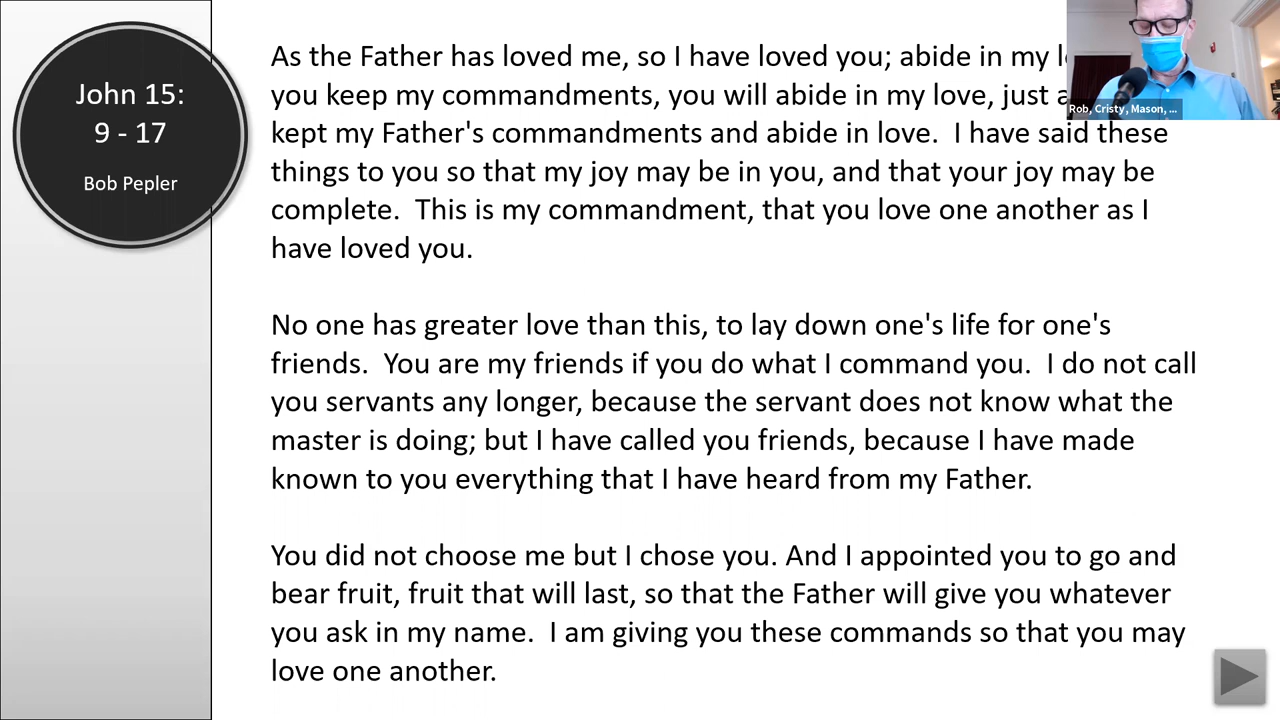 John 15:
9 - 17
Bob Pepler
As the Father has loved me, so I have loved you; abide in my
you keep my commandments, you will abide in my love, just
kept my Father's commandments and abide in love. I have said these
things to you so that my joy may be in you, and that your joy may be
complete. This is my commandment, that you love one another as I
have loved you.
No one has greater love than this, to lay down one's life for one's
friends. You are my friends if you do what I command you. I do not call
you servants any longer, because the servant does not know what the
master is doing; but I have called you friends, because I have made
known to you everything that I have heard from my Father.
You did not choose me but I chose you. And I appointed you to go and
bear fruit, fruit that will last, so that the Father will give you whatever
you ask in my name. I am giving you these commands so that you may
love one another.
Rob, Cristy, Mason, ...